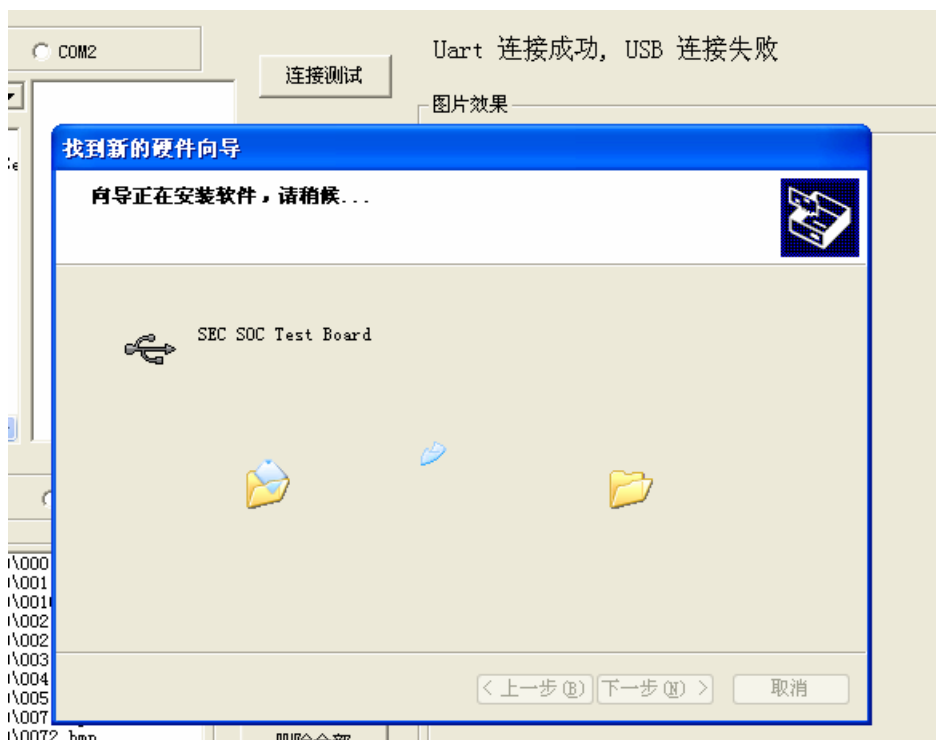 COM2
连接测试
Uart 连接成功, USB 连接失败
图片效果
找到新的硬件向导
向导正在安装软件，请稍候...
SEC SOC Test Board
\000
\001
\001
\002
\002
\003
\004
\005
\007
\0072.bmp
< 上一步(B)
下一步(N) >
取消